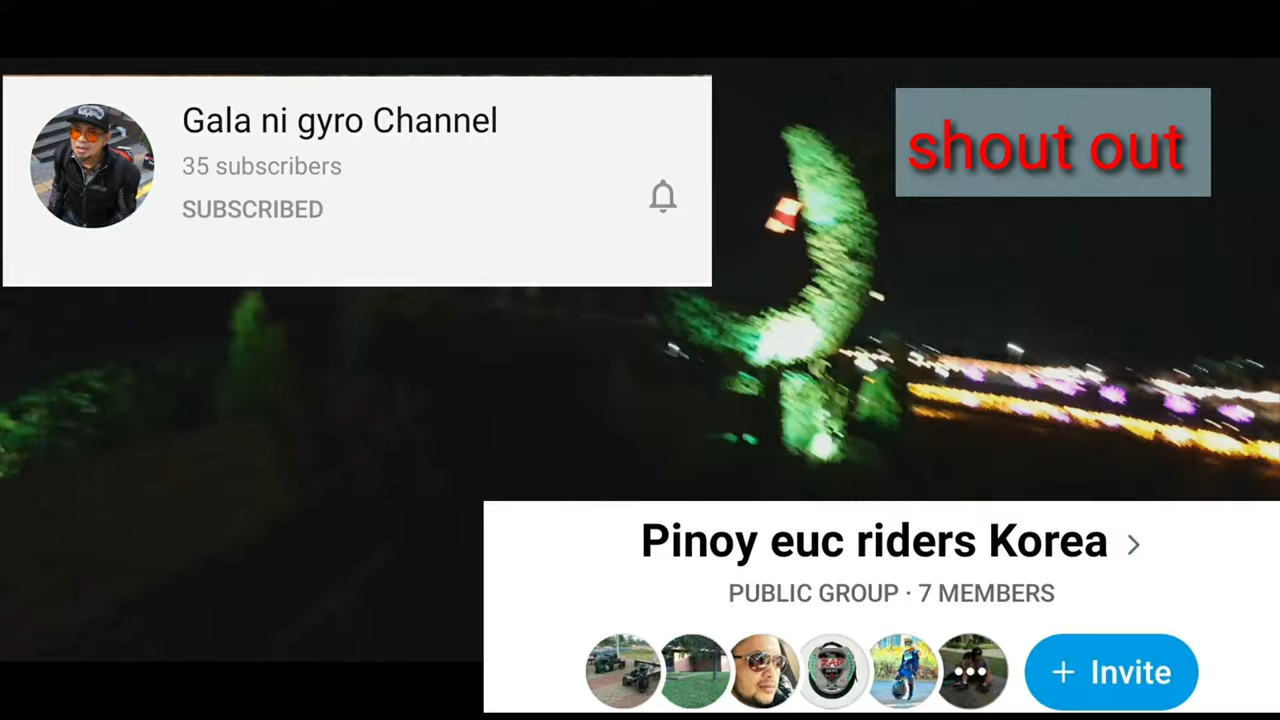 Gala ni gyro Channel
35 subscribers
SUBSCRIBED
shout out
Pinoy euc riders Korea
PUBLIC GROUP · 7 MEMBERS
+ Invite